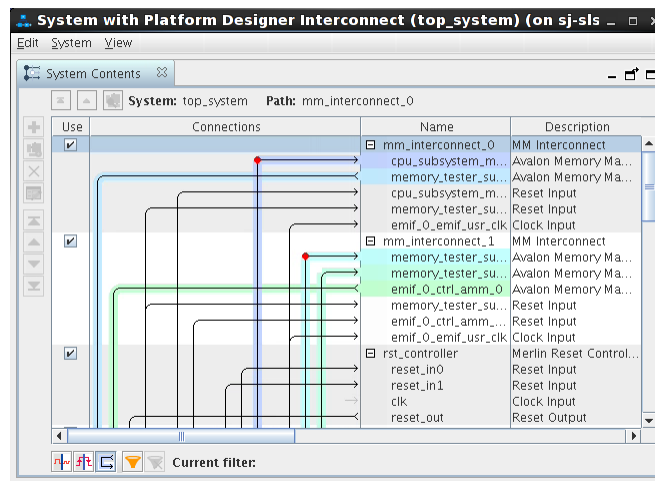 System with Platform Designer Interconnect (top_system) (on sj-sls
Edit System View
System Contents
System: top_system Path: mm_interconnect_0
Use Connections Name Description
mm_interconnect_0 MM Interconnect
cpu_subsystem_m... Avalon Memory Ma...
memory_tester_su... Avalon Memory Ma...
cpu_subsystem_m... Reset Input
memory_tester_su... Reset Input
emif_0_emif_usr_clk Clock Input
mm_interconnect_1 MM Interconnect
memory_tester_su... Avalon Memory Ma...
memory_tester_su... Avalon Memory Ma...
emif_0_ctrl_amm_0 Avalon Memory Ma...
memory_tester_su... Reset Input
emif_0_ctrl_amm_... Reset Input
emif_0_emif_usr_clk Clock Input
rst_controller Merlin Reset Control...
reset_in0 Reset Input
reset_in1 Reset Input
clk Clock Input
reset_out Reset Output
Current filter: